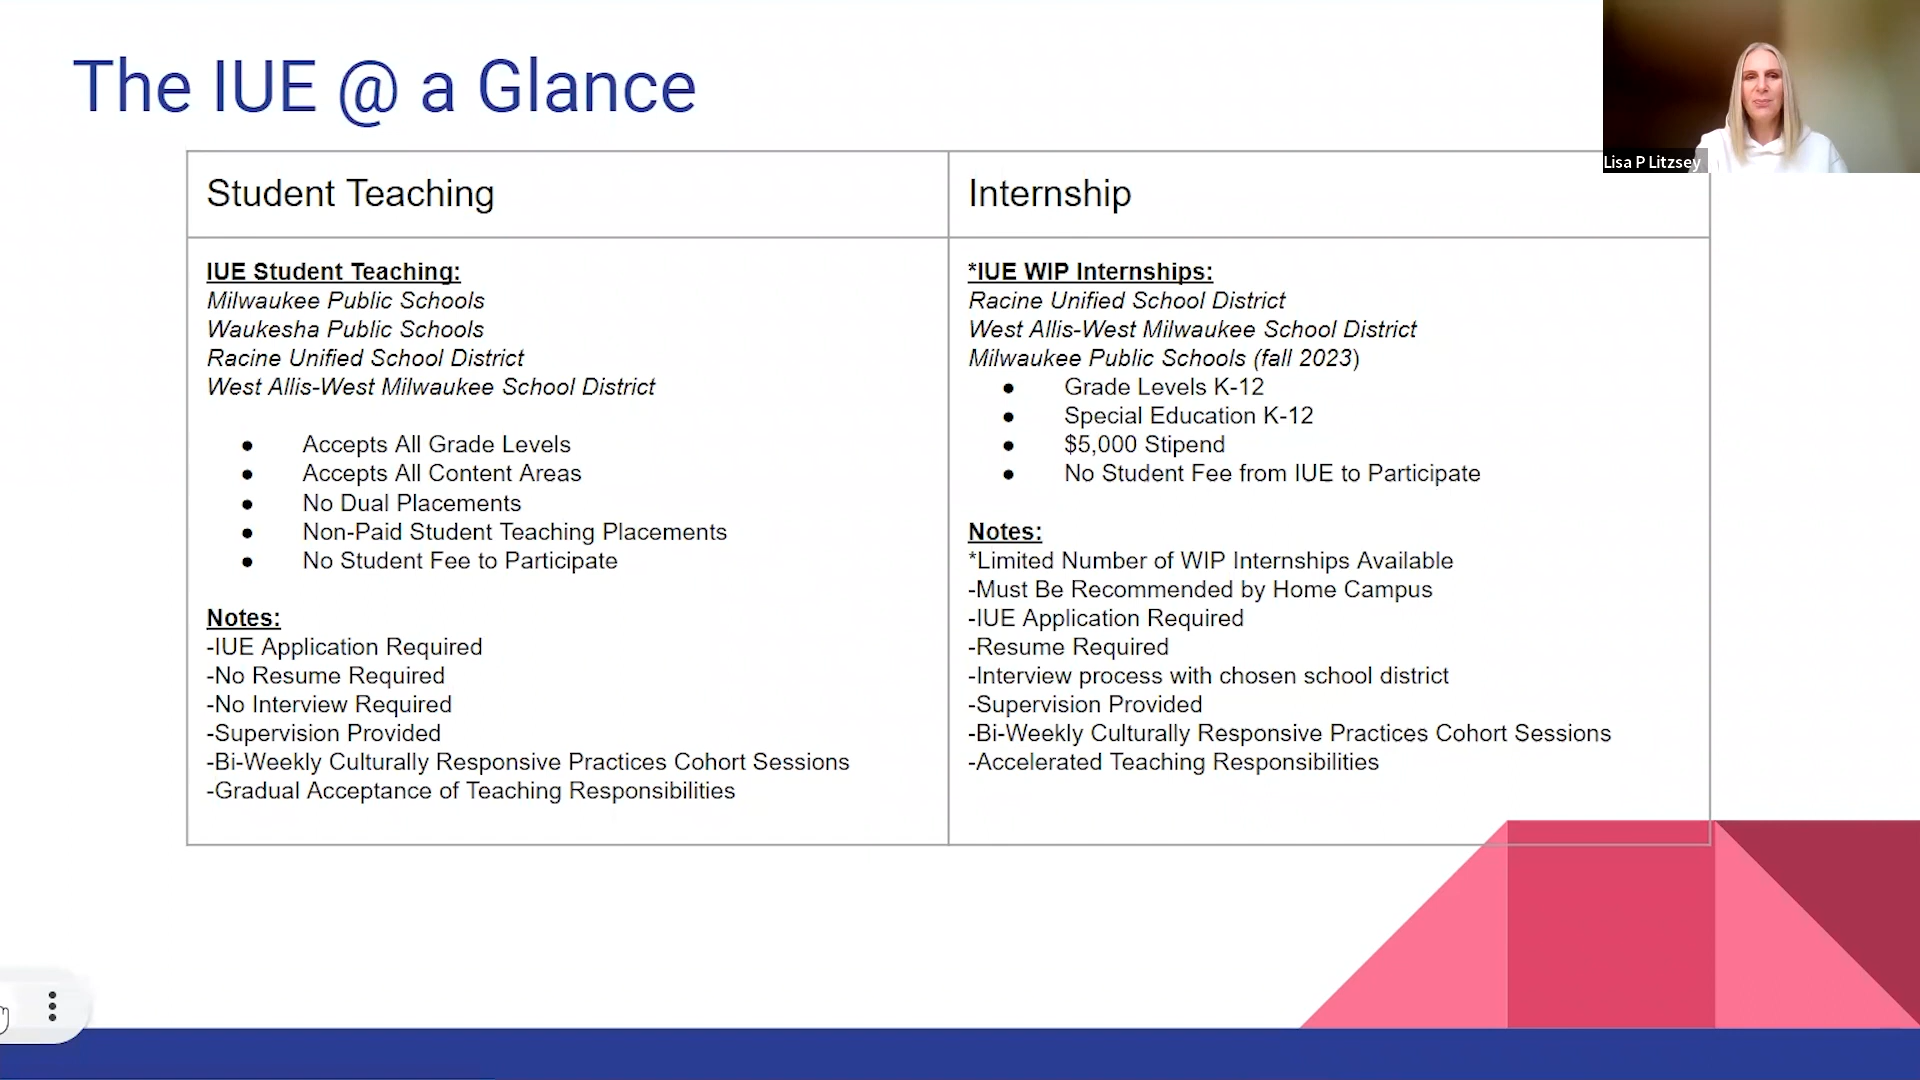 The IUE @ a Glance
Lisa P Litzsey
Student Teaching
IUE Student Teaching:
Milwaukee Public Schools
Waukesha Public Schools
Racine Unified School District
West Allis-West Milwaukee School District
● Accepts All Grade Levels
● Accepts All Content Areas
● No Dual Placements
● Non-Paid Student Teaching Placements
● No Student Fee to Participate
Notes:
-IUE Application Required
-No Resume Required
-No Interview Required
-Supervision Provided
-Bi-Weekly Culturally Responsive Practices Cohort Sessions
-Gradual Acceptance of Teaching Responsibilities
Internship
*IUE WIP Internships:
Racine Unified School District
West Allis-West Milwaukee School District
Milwaukee Public Schools (fall 2023)
● Grade Levels K-12
● Special Education K-12
● $5,000 Stipend
● No Student Fee from IUE to Participate
Notes:
*Limited Number of WIP Internships Available
-Must Be Recommended by Home Campus
-IUE Application Required
-Resume Required
-Interview process with chosen school district
-Supervision Provided
-Bi-Weekly Culturally Responsive Practices Cohort Sessions
-Accelerated Teaching Responsibilities